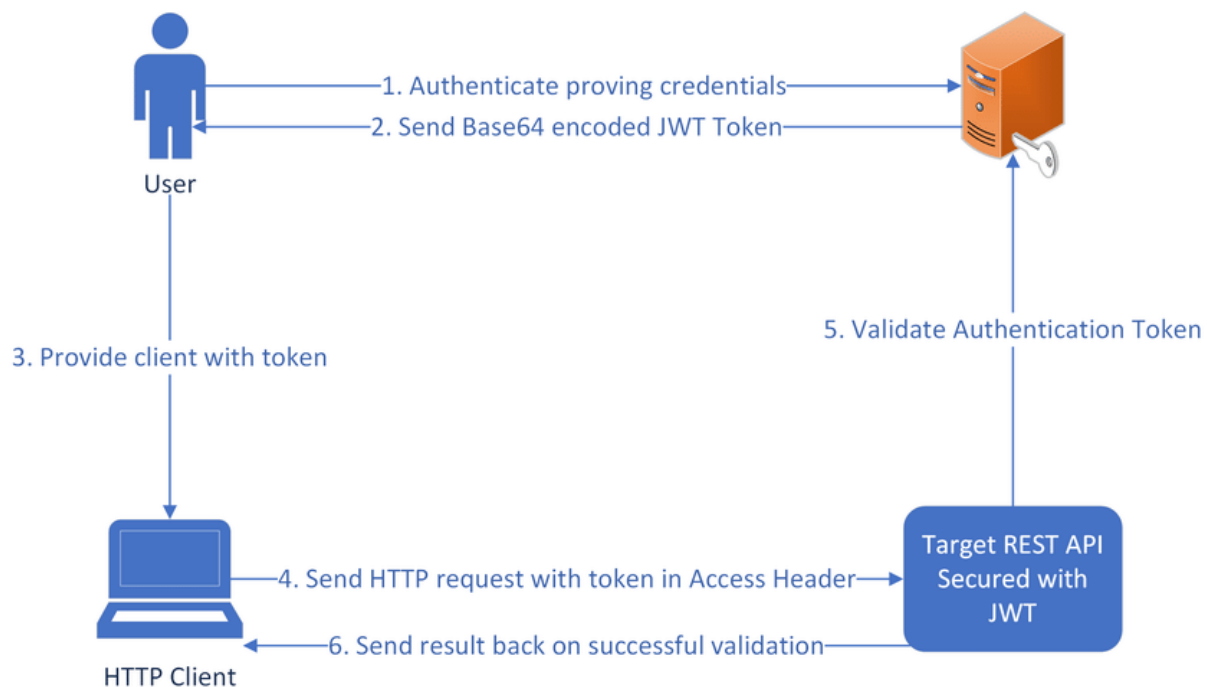 1. Authenticate proving credentials
2. Send Base64 encoded JWT Token
User
3. Provide client with token
5. Validate Authentication Token
4. Send HTTP request with token in Access Header
Target REST API
Secured with
JWT
6. Send result back on successful validation
HTTP Client